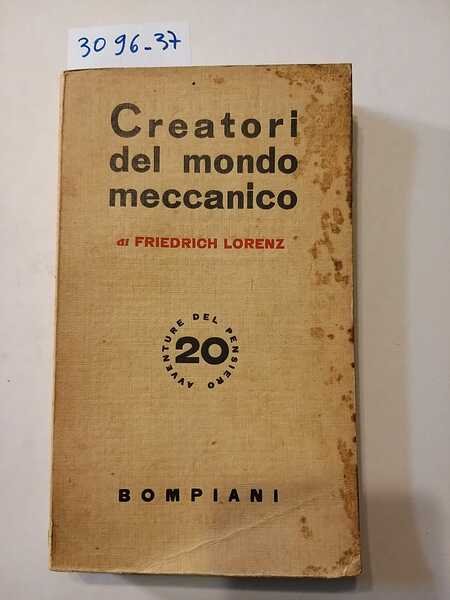 3096-37
Creatori
del mondo
meccanico
di FRIEDRICH LORENZ
AVVENTURE DEL PENSIERO
20
BOMPIANI